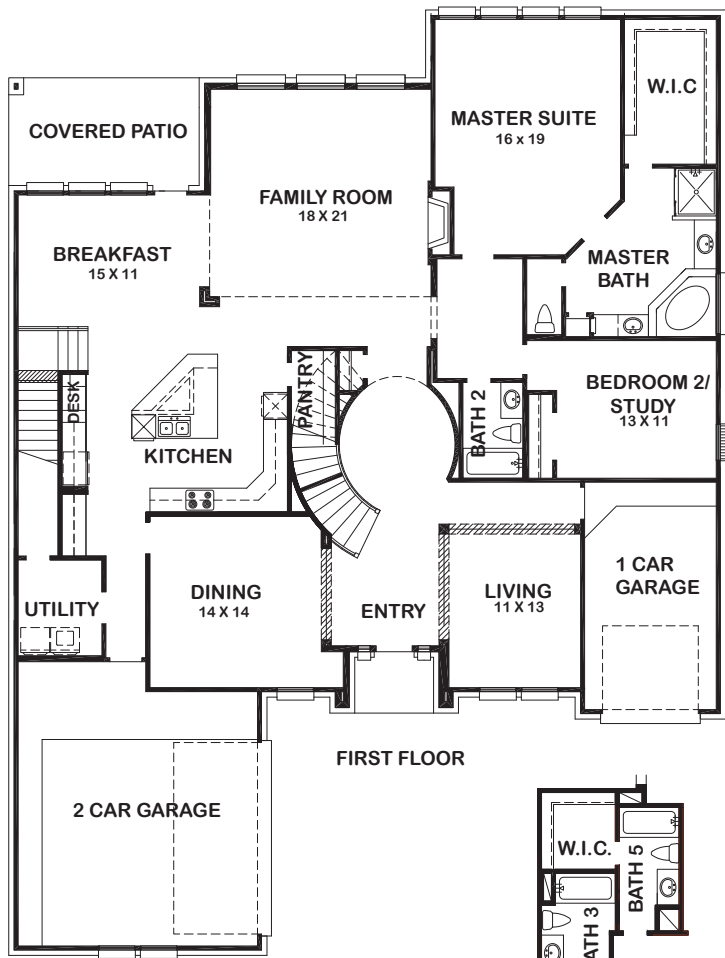 W.I.C
COVERED PATIO
MASTER SUITE
16 x 19
FAMILY ROOM
18 X 21
BREAKFAST
15 X 11
MASTER
BATH
PANTRY
DESK
BEDROOM 2/
STUDY
13 X 11
BATH 2
KITCHEN
1 CAR
GARAGE
DINING
14 X 14
LIVING
11 X 13
UTILITY
ENTRY
FIRST FLOOR
2 CAR GARAGE
W.I.C.
BATH 5
ATH 3